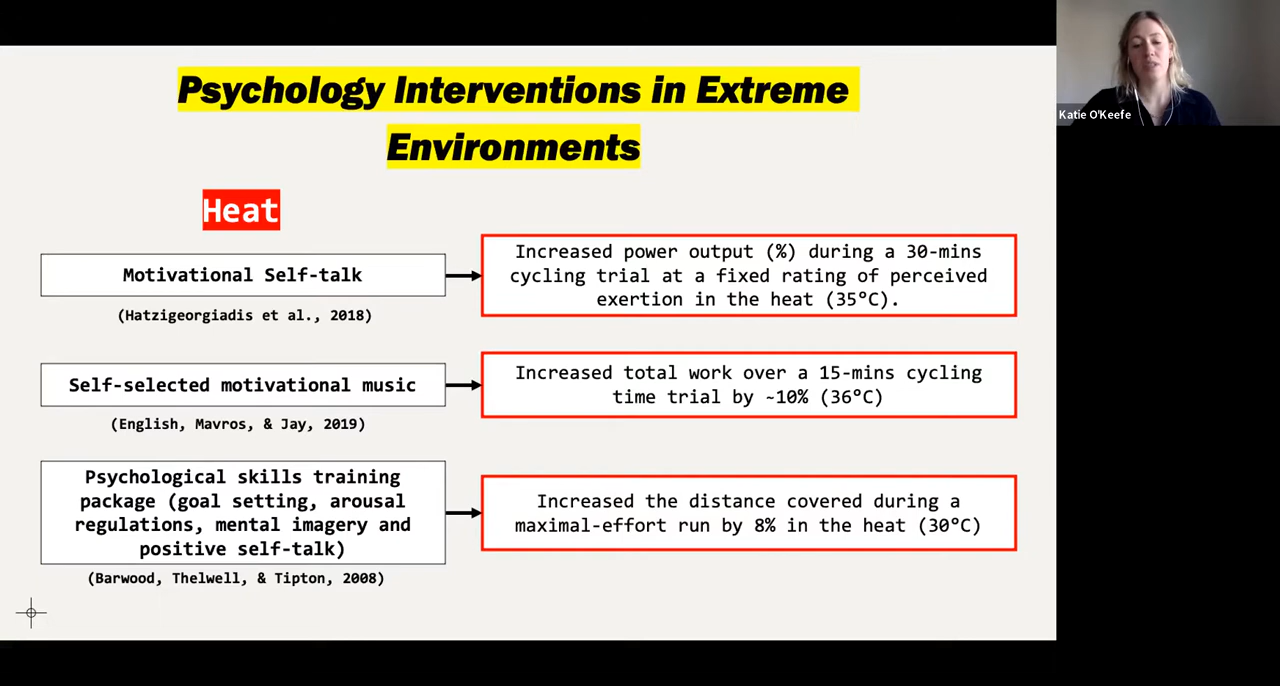 Psychology Interventions in Extreme
Environments
Katie O'Keefe
Heat
Motivational Self-talk
(Hatzigeorgiadis et al., 2018)
Increased power output (%) during a 30-mins
cycling trial at a fixed rating of perceived
exertion in the heat (35°C).
Self-selected motivational music
(English, Mavros, & Jay, 2019)
Increased total work over a 15-mins cycling
time trial by ~10% (36°C)
Psychological skills training
package (goal setting, arousal
regulations, mental imagery and
positive self-talk)
(Barwood, Thelwell, & Tipton, 2008)
Increased the distance covered during a
maximal-effort run by 8% in the heat (30°C)